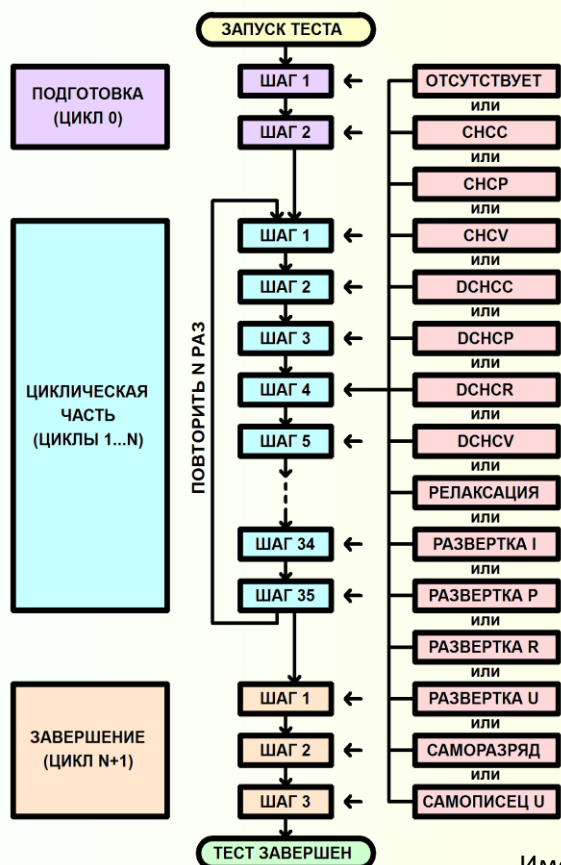 ЗАПУСК ТЕСТА
ПОДГОТОВКА
(ЦИКЛ 0)
ШАГ 1
ШАГ 2
ЦИКЛИЧЕСКАЯ
ЧАСТЬ
(ЦИКЛЫ 1...N)
ПОВТОРИТЬ N РАЗ
ШАГ 1
ШАГ 2
ШАГ 3
ШАГ 4
ШАГ 5
ШАГ 34
ШАГ 35
ЗАВЕРШЕНИЕ
(ЦИКЛ N+1)
ШАГ 1
ШАГ 2
ШАГ 3
ТЕСТ ЗАВЕРШЕН
ОТСУТСТВУЕТ
или
CHCC
или
CHCP
или
CHCV
или
DCHCC
или
DCHCP
или
DCHCR
или
DCHCV
или
РЕЛАКСАЦИЯ
или
РАЗВЕРТКА I
или
РАЗВЕРТКА P
или
РАЗВЕРТКА R
или
РАЗВЕРТКА U
или
САМОРАЗРЯД
или
САМОПИСЕЦ U